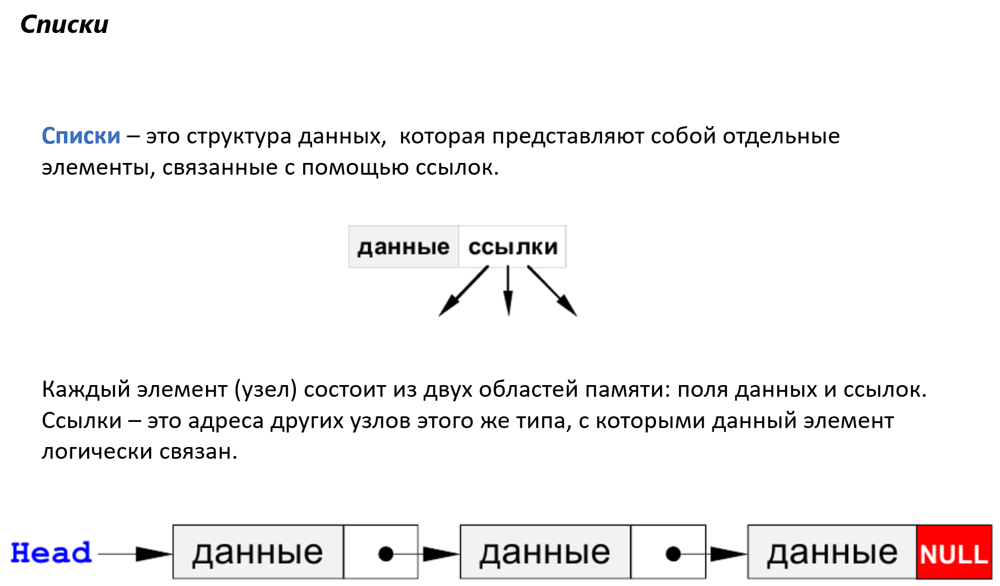 Списки
Списки – это структура данных,  которая представляют собой отдельные
элементы, связанные с помощью ссылок.
данные ссылки
Каждый элемент (узел) состоит из двух областей памяти: поля данных и ссылок.
Ссылки – это адреса других узлов этого же типа, с которыми данный элемент
логически связан.
Head данные данные данные NULL